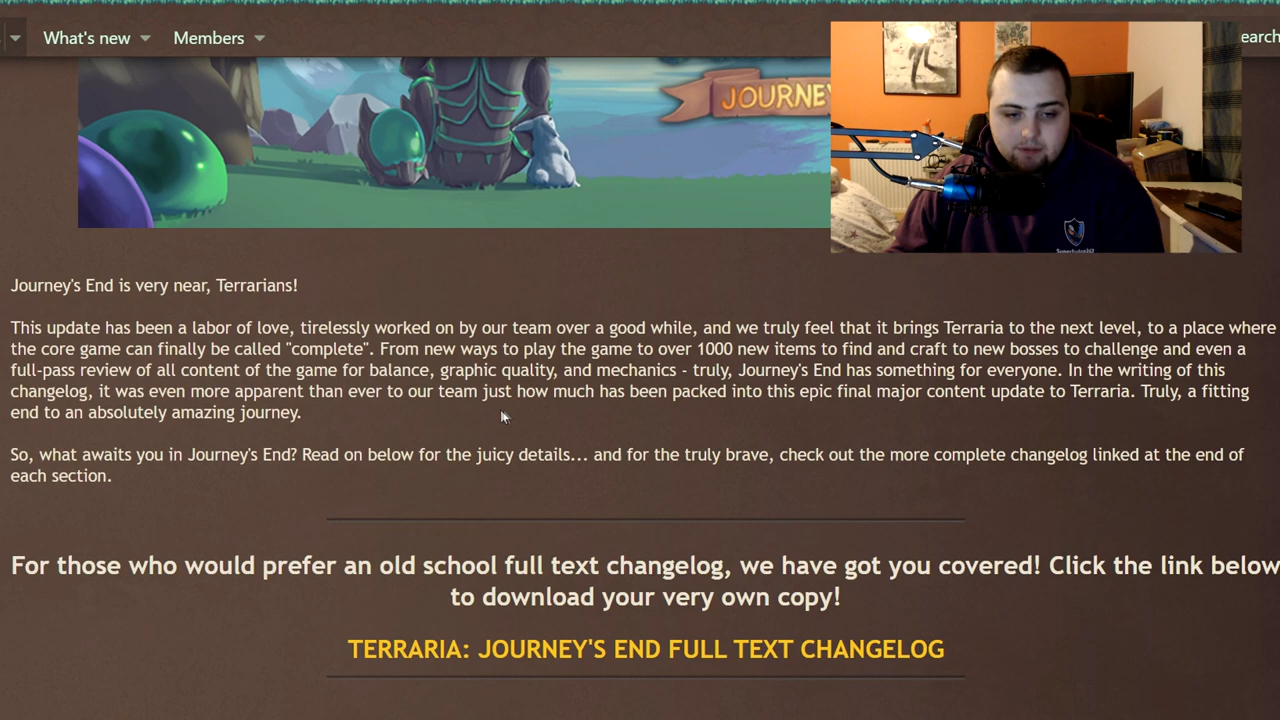 What's new
Members
earch
JOURNE
Journey's End is very near, Terrarians!
This update has been a labor of love, tirelessly worked on by our team over a good while, and we truly feel that it brings Terraria to the next level, to a place where
the core game can finally be called "complete". From new ways to play the game to over 1000 new items to find and craft to new bosses to challenge and even a
full-pass review of all content of the game for balance, graphic quality, and mechanics - truly, Journey's End has something for everyone. In the writing of this
changelog, it was even more apparent than ever to our team just how much has been packed into this epic final major content update to Terraria. Truly, a fitting
end to an absolutely amazing journey.
So, what awaits you in Journey's End? Read on below for the juicy details... and for the truly brave, check out the more complete changelog linked at the end of
each section.
For those who would prefer an old school full text changelog, we have got you covered! Click the link below
to download your very own copy!
TERRARIA: JOURNEY'S END FULL TEXT CHANGELOG